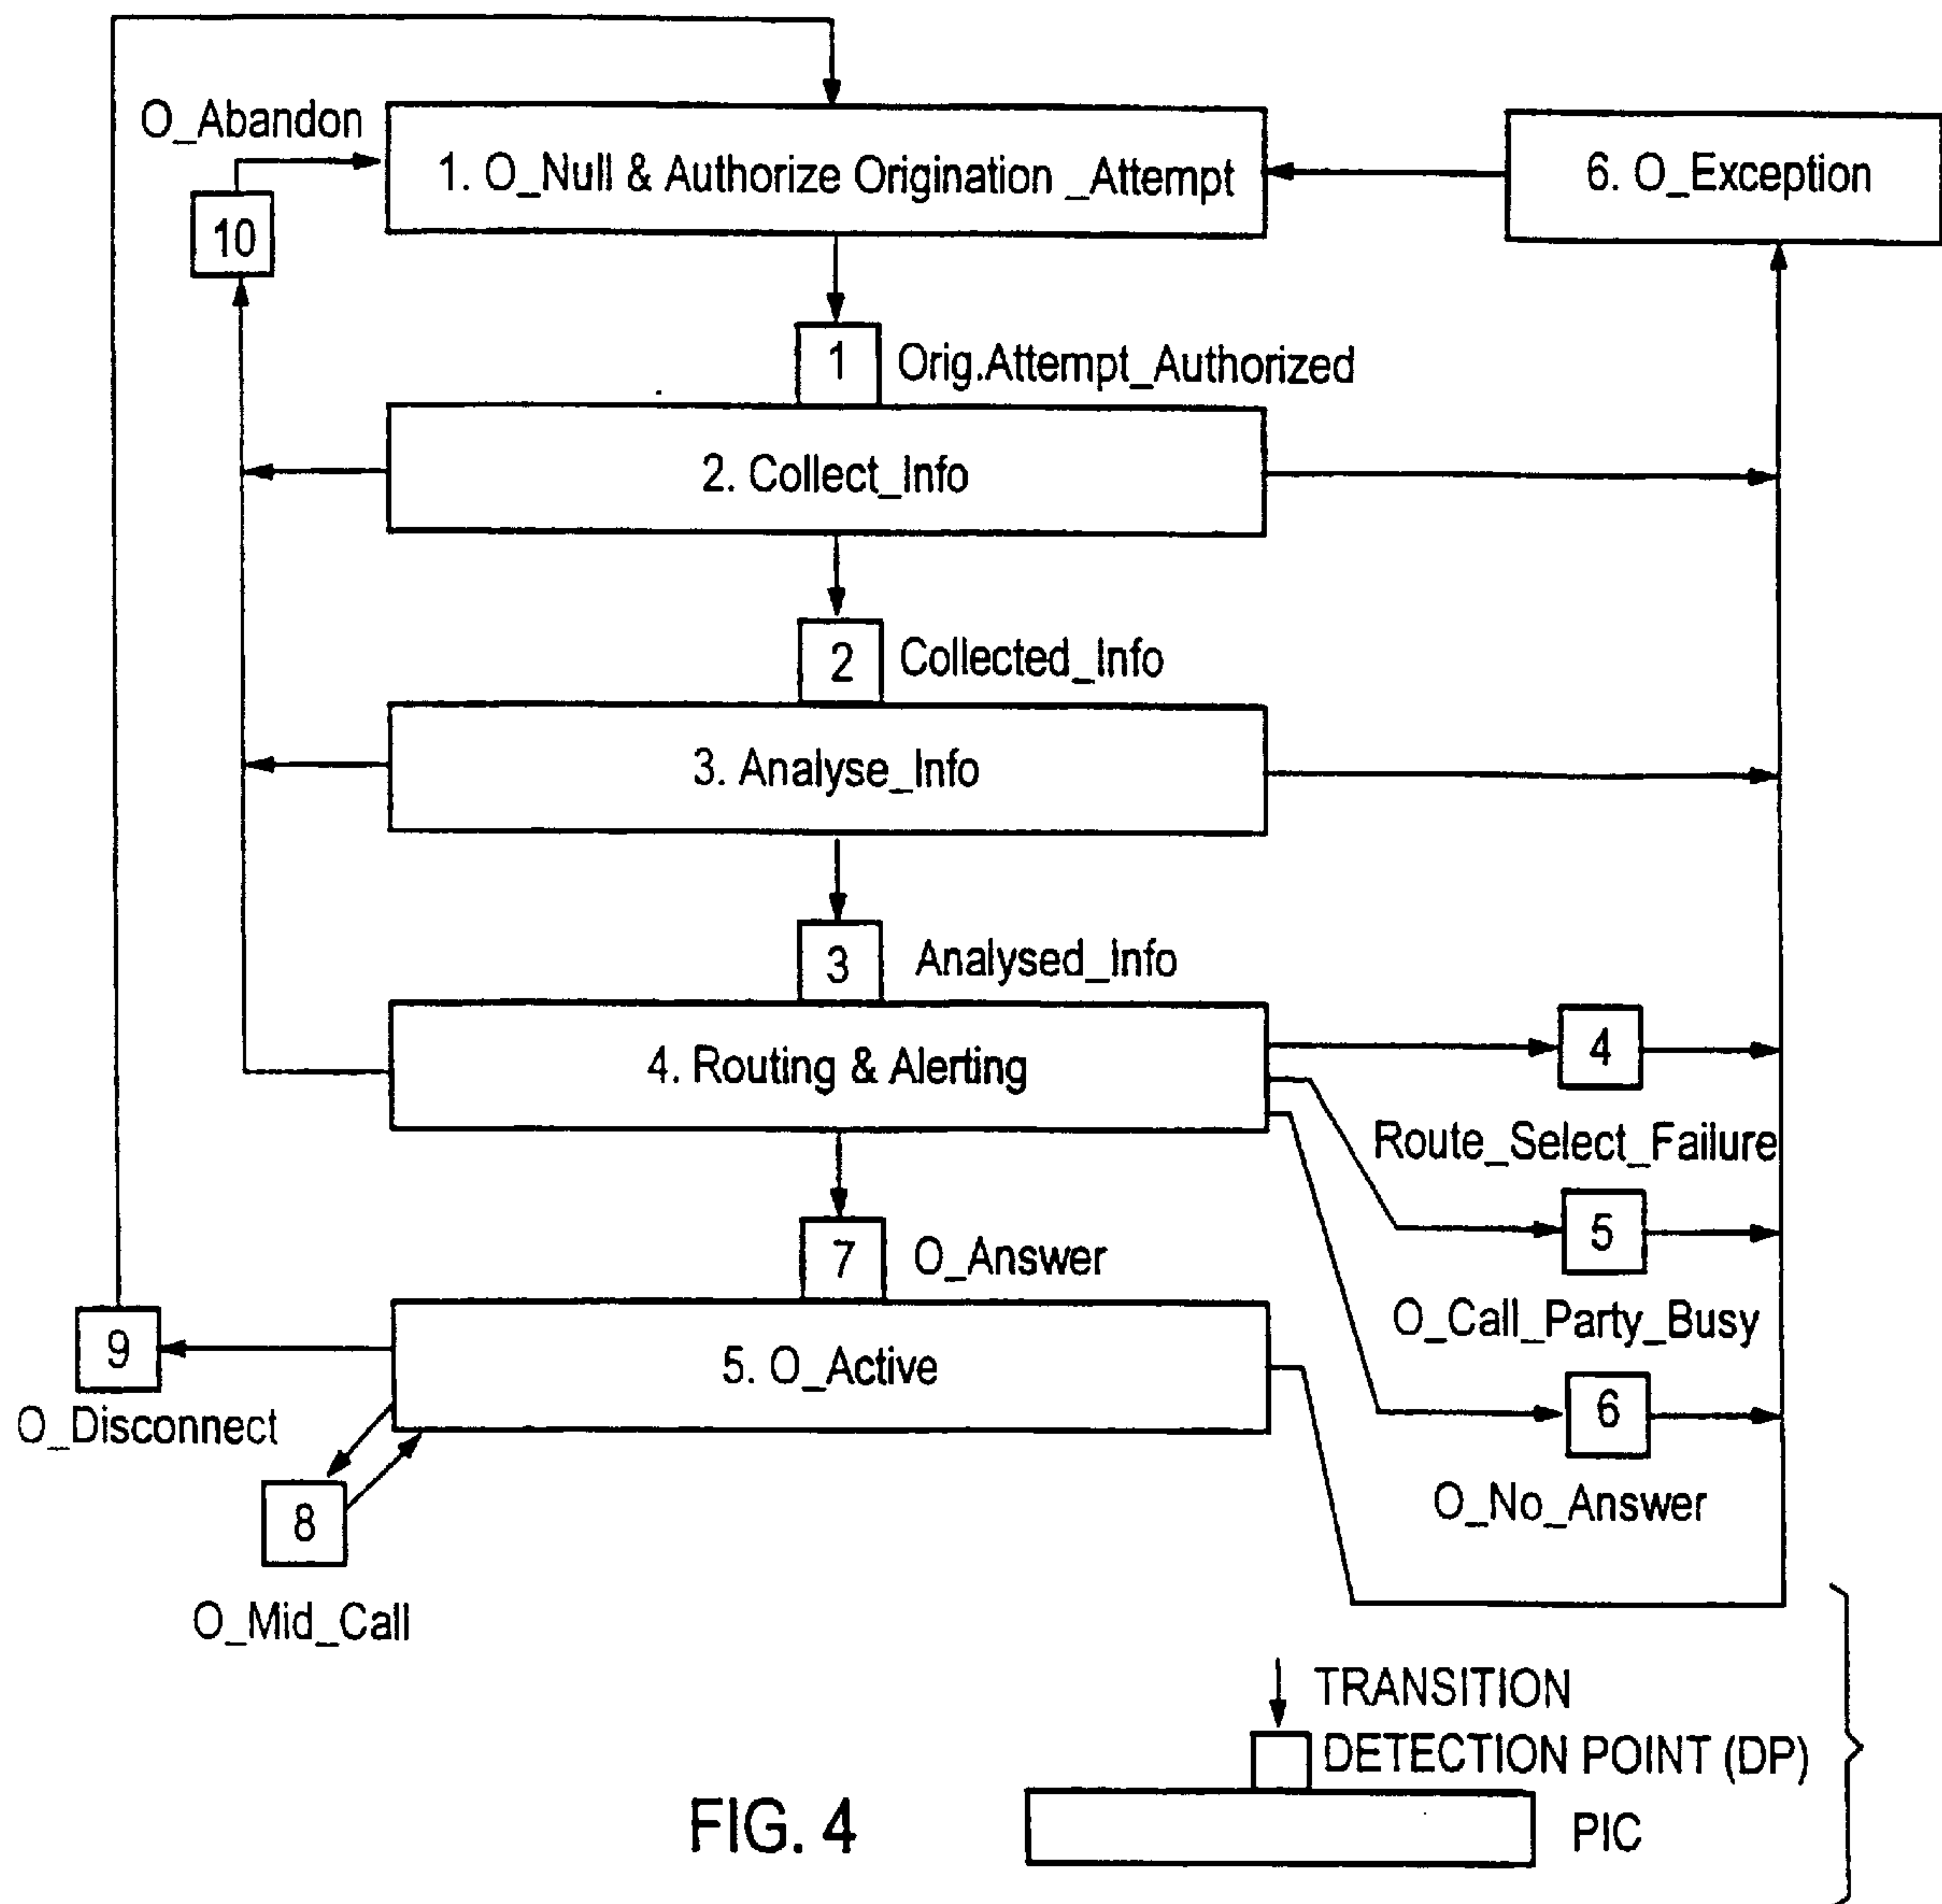 O_Abandon
1. O_Null & Authorize Origination _Attempt
6. O_Exception
10
1
Orig.Attempt_Authorized
2. Collect_Info
2
Collected_Info
3. Analyse_Info
3
Analysed_Info
4. Routing & Alerting
4
Route_Select_Failure
5
7
O_Answer
O_Call_Party_Busy
9
5. O_Active
6
O_Disconnect
O_No_Answer
8
O_Mid_Call
TRANSITION
DETECTION POINT (DP)
PIC
FIG. 4